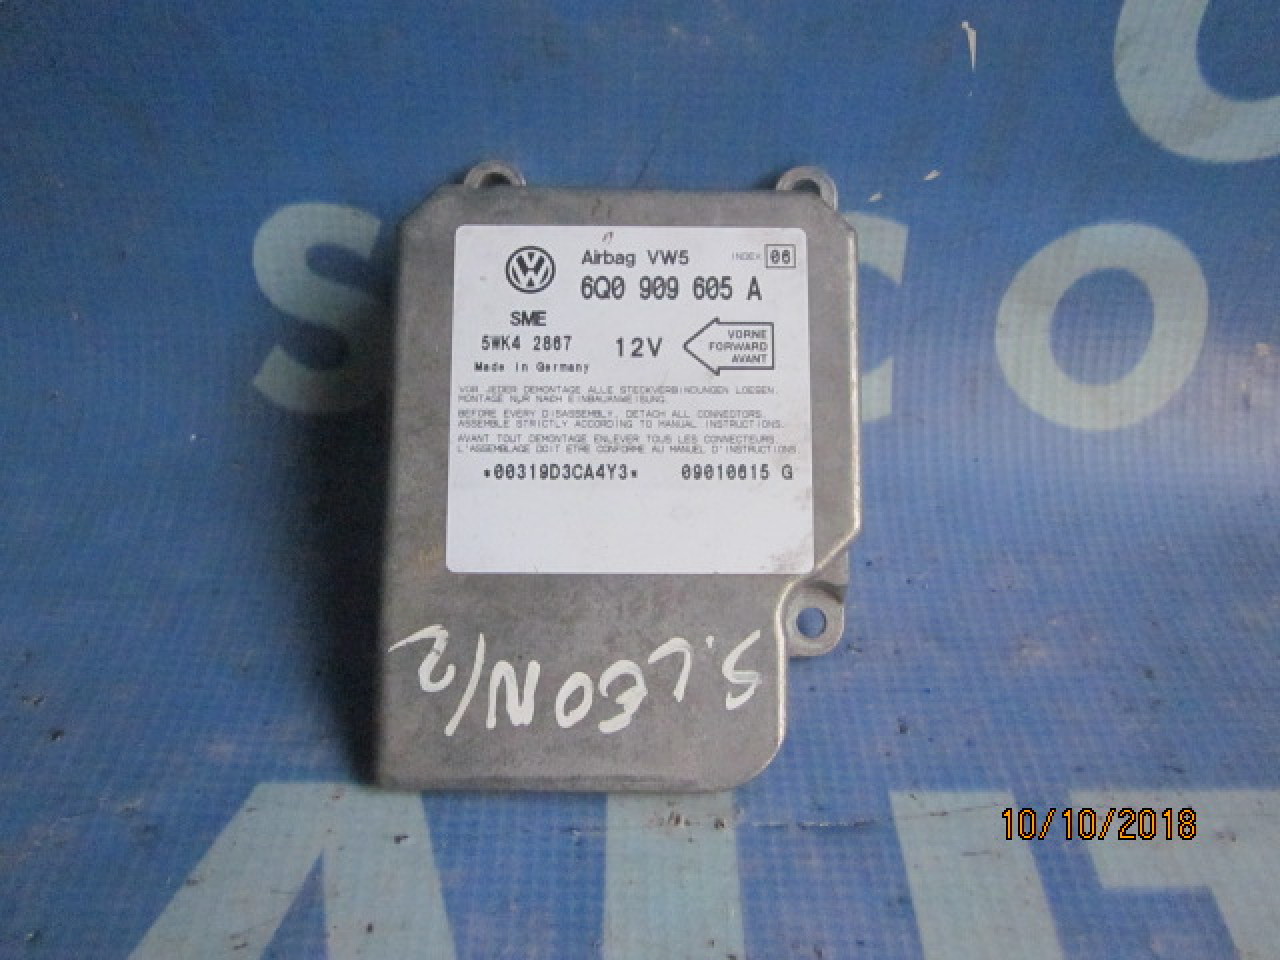 Airbag VW5 INDEX 06
6Q0 909 605 A
SME
5WK4 2867 12V
VORNE
FORWARD
AVANT
Made in Germany
VOR JEDER DEMONTAGE ALLE STECKVERBINDUNGEN LOESEN.
MONTAGE NUR NACH EINBAUANWEISUNG.
BEFORE EVERY DISASSEMBLY, DETACH ALL CONNECTORS.
ASSEMBLE STRICTLY ACCORDING TO MANUAL INSTRUCTIONS.
AVANT TOUT DEMONTAGE ENLEVER TOUS LES CONNECTEURS.
L'ASSEMBLAGE DOIT ETRE CONFORME AU MANUEL D'INSTRUCTIONS.
*00319D3CA4Y3* 09010615 G
S.LEON/2
10/10/2018